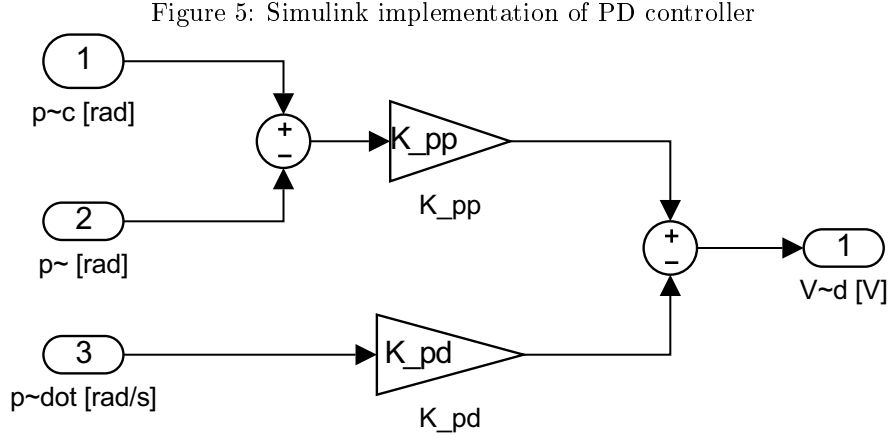 Figure 5: Simulink implementation of PD controller
1
p~c [rad]
+
−
K_pp
K_pp
2
p~ [rad]
+
−
1
V~d [V]
3
p~dot [rad/s]
K_pd
K_pd